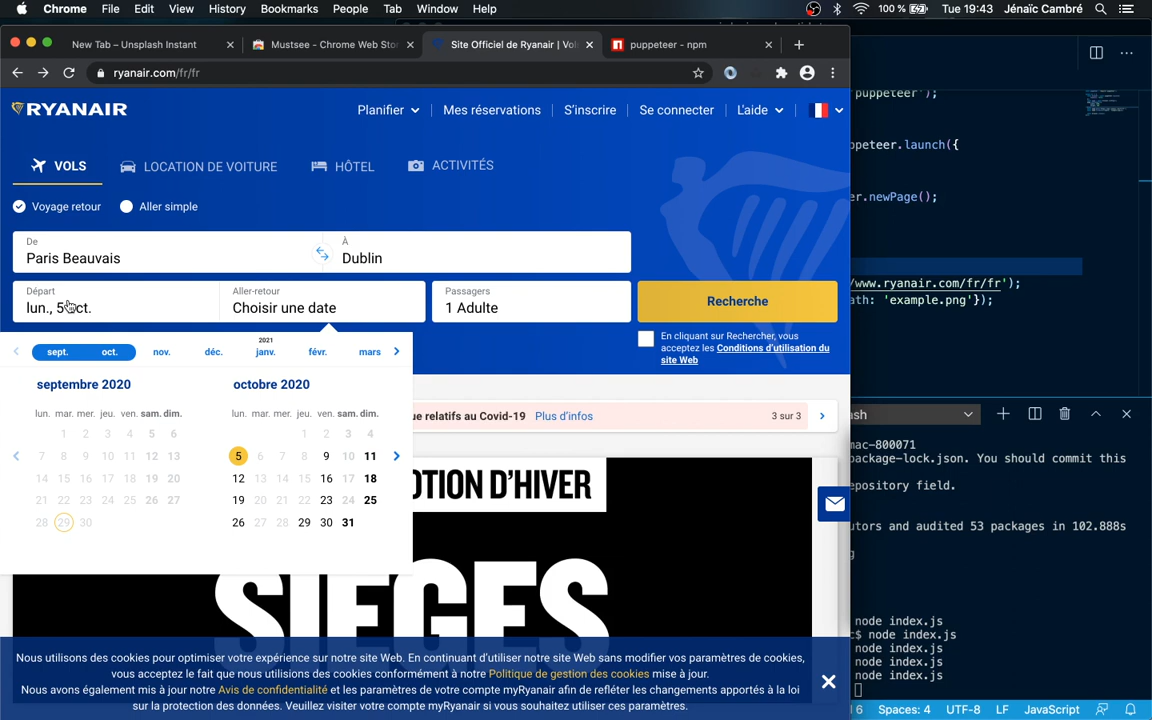 Chrome File Edit View History Bookmarks People Tab Window Help 100 % Tue 19:43 Jénaïc Cambré
New Tab – Unsplash Instant
Mustsee - Chrome Web Stor
Site Officiel de Ryanair | Vol
puppeteer - npm
ryanair.com/fr/fr
RYANAIR
Planifier Mes réservations S'inscrire Se connecter L'aide
VOLS LOCATION DE VOITURE HÔTEL ACTIVITÉS
Voyage retour Aller simple
De
Paris Beauvais
À
Dublin
Départ
lun., 5 oct.
Aller-retour
Choisir une date
Passagers
1 Adulte
Recherche
En cliquant sur Rechercher, vous
acceptez les Conditions d'utilisation du
site Web
2021
sept. oct. nov. déc. janv. févr. mars
septembre 2020
lun. mar. mer. jeu. ven. sam. dim.
1 2 3 4 5 6
7 8 9 10 11 12 13
14 15 16 17 18 19 20
21 22 23 24 25 26 27
28 29 30
octobre 2020
lun. mar. mer. jeu. ven. sam. dim.
1 2 3 4
5 6 7 8 9 10 11
12 13 14 15 16 17 18
19 20 21 22 23 24 25
26 27 28 29 30 31
ue relatifs au Covid-19 Plus d'infos 3 sur 3
OTION D'HIVER
SIEGES
Nous utilisons des cookies pour optimiser votre expérience sur notre site Web. En continuant d'utiliser notre site Web sans modifier vos paramètres de cookies,
vous acceptez le fait que nous utilisions des cookies conformément à notre Politique de gestion des cookies mise à jour.
Nous avons également mis à jour notre Avis de confidentialité et les paramètres de votre compte myRyanair afin de refléter les changements apportés à la loi
sur la protection des données. Veuillez visiter votre compte myRyanair si vous souhaitez utiliser ces paramètres.
puppeteer');
peteer.launch({
er.newPage();
/www.ryanair.com/fr/fr');
ath: 'example.png'});
ash
mac-800071
package-lock.json. You should commit this
epository field.
utors and audited 53 packages in 102.888s
g
node index.js
c$ node index.js
node index.js
node index.js
node index.js
6 Spaces: 4 UTF-8 LF JavaScript